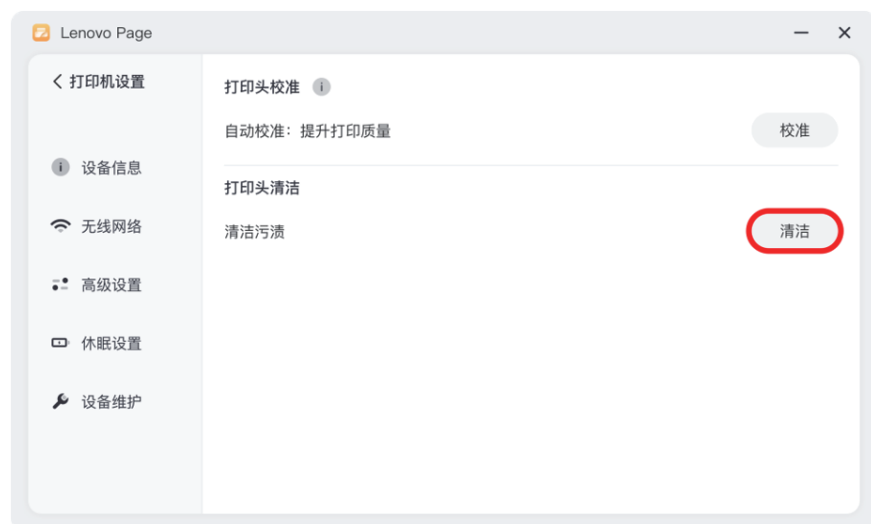 Lenovo Page
打印机设置
设备信息
无线网络
高级设置
休眠设置
设备维护
打印头校准
自动校准：提升打印质量
校准
打印头清洁
清洁污渍
清洁